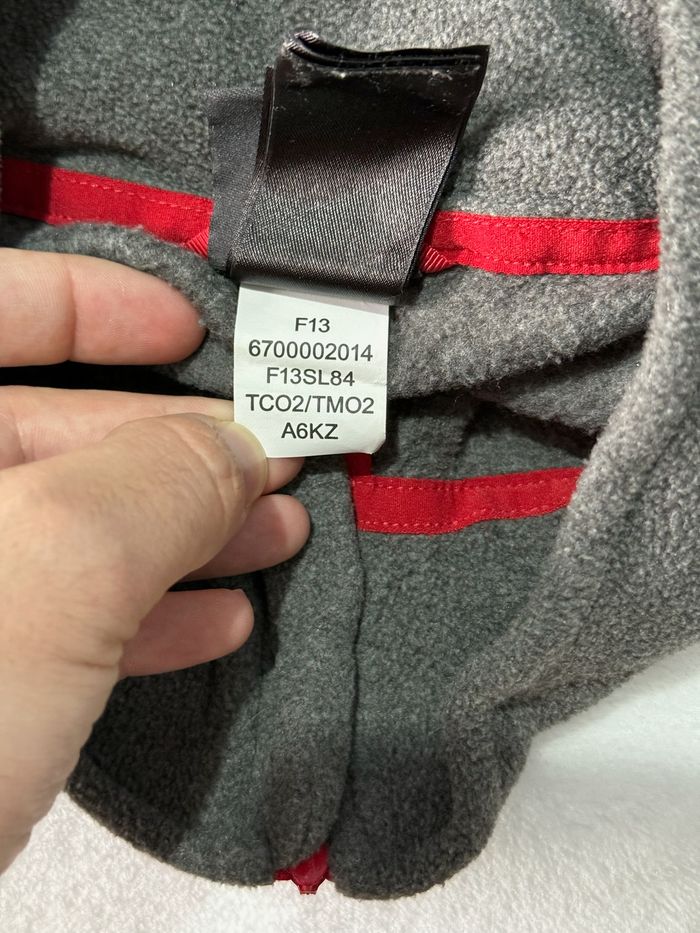 F13
6700002014
F13SL84
TCO2/TMO2
A6KZ